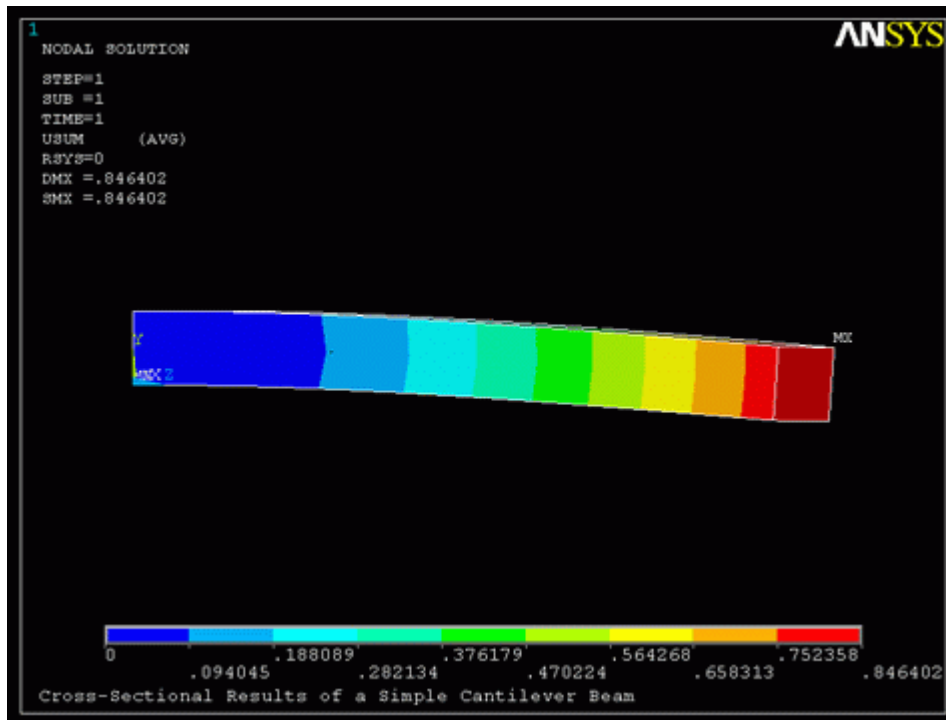 1
ANSYS
NODAL SOLUTION
STEP=1
SUB =1
TIME=1
USUM (AVG)
RSYS=0
DMX =.846402
SMX =.846402
MX
Y
Z
0 .188089 .376179 .564268 .752358
.094045 .282134 .470224 .658313 .846402
Cross-Sectional Results of a Simple Cantilever Beam